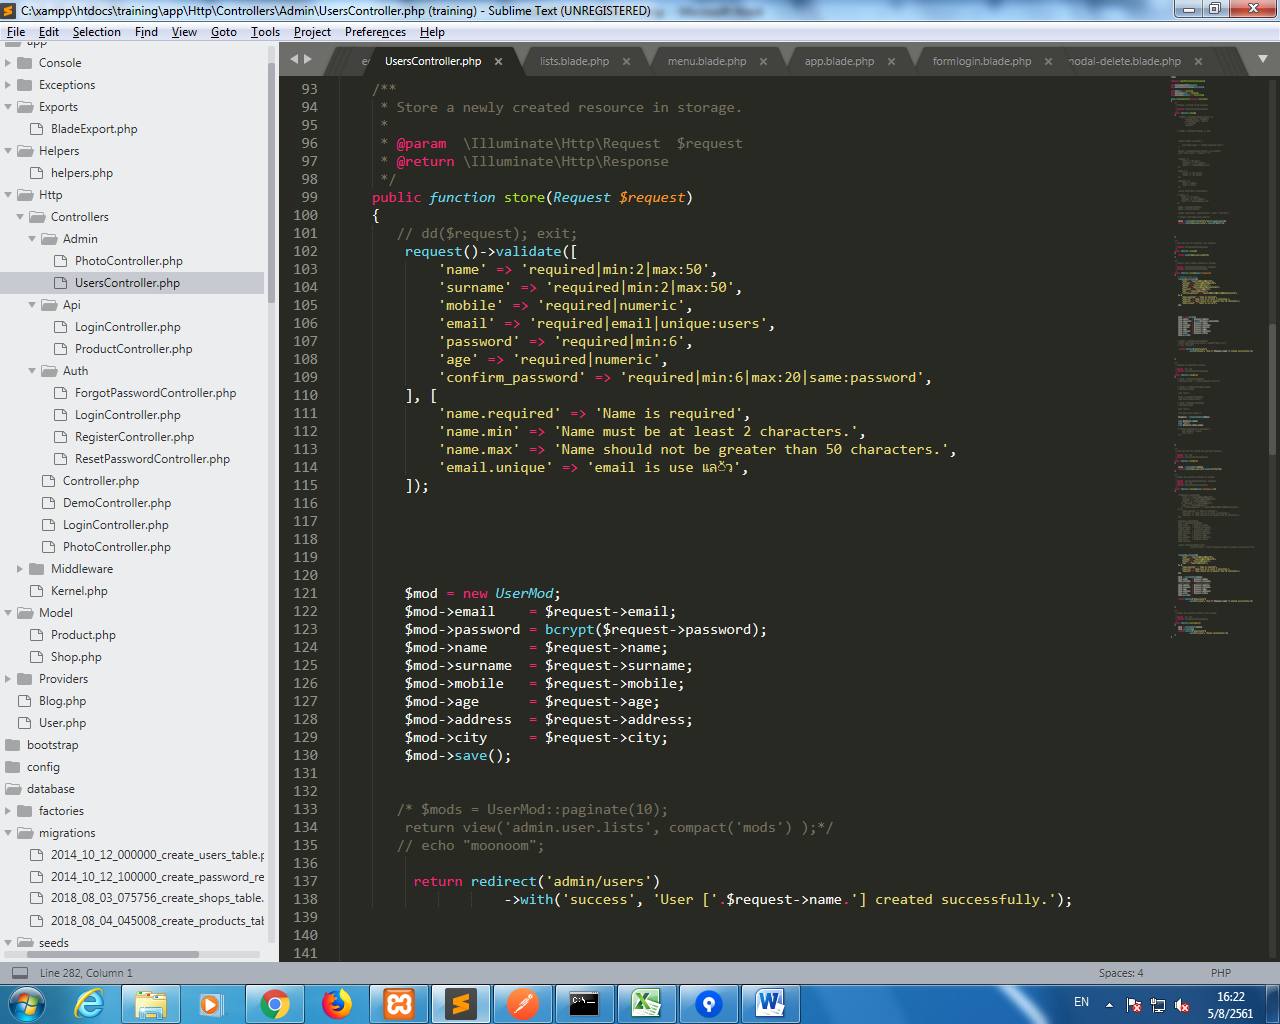 C:\xampp\htdocs\training\app\Http\Controllers\Admin\UsersController.php (training) - Sublime Text (UNREGISTERED)
File Edit Selection Find View Goto Tools Project Preferences Help
app
Console
Exceptions
Exports
BladeExport.php
Helpers
helpers.php
Http
Controllers
Admin
PhotoController.php
UsersController.php
Api
LoginController.php
ProductController.php
Auth
ForgotPasswordController.php
LoginController.php
RegisterController.php
ResetPasswordController.php
Controller.php
DemoController.php
LoginController.php
PhotoController.php
Middleware
Kernel.php
Model
Product.php
Shop.php
Providers
Blog.php
User.php
bootstrap
config
database
factories
migrations
2014_10_12_000000_create_users_table.p
2014_10_12_100000_create_password_re
2018_08_03_075756_create_shops_table.
2018_08_04_045008_create_products_tab
seeds
UsersController.php lists.blade.php menu.blade.php app.blade.php formlogin.blade.php modal-delete.blade.php
93 /**
94 * Store a newly created resource in storage.
95 *
96 * @param \Illuminate\Http\Request $request
97 * @return \Illuminate\Http\Response
98 */
99 public function store(Request $request)
100 {
101 // dd($request); exit;
102 request()->validate([
103 'name' => 'required|min:2|max:50',
104 'surname' => 'required|min:2|max:50',
105 'mobile' => 'required|numeric',
106 'email' => 'required|email|unique:users',
107 'password' => 'required|min:6',
108 'age' => 'required|numeric',
109 'confirm_password' => 'required|min:6|max:20|same:password',
110 ], [
111 'name.required' => 'Name is required',
112 'name.min' => 'Name must be at least 2 characters.',
113 'name.max' => 'Name should not be greater than 50 characters.',
114 'email.unique' => 'email is use แล้ว',
115 ]);
116
117
118
119
120
121 $mod = new UserMod;
122 $mod->email = $request->email;
123 $mod->password = bcrypt($request->password);
124 $mod->name = $request->name;
125 $mod->surname = $request->surname;
126 $mod->mobile = $request->mobile;
127 $mod->age = $request->age;
128 $mod->address = $request->address;
129 $mod->city = $request->city;
130 $mod->save();
131
132
133 /* $mods = UserMod::paginate(10);
134 return view('admin.user.lists', compact('mods') );*/
135 // echo "moonoom";
136
137 return redirect('admin/users')
138 ->with('success', 'User ['.$request->name.'] created successfully.');
139
140
141
Line 282, Column 1 Spaces: 4 PHP
EN 16:22
5/8/2561